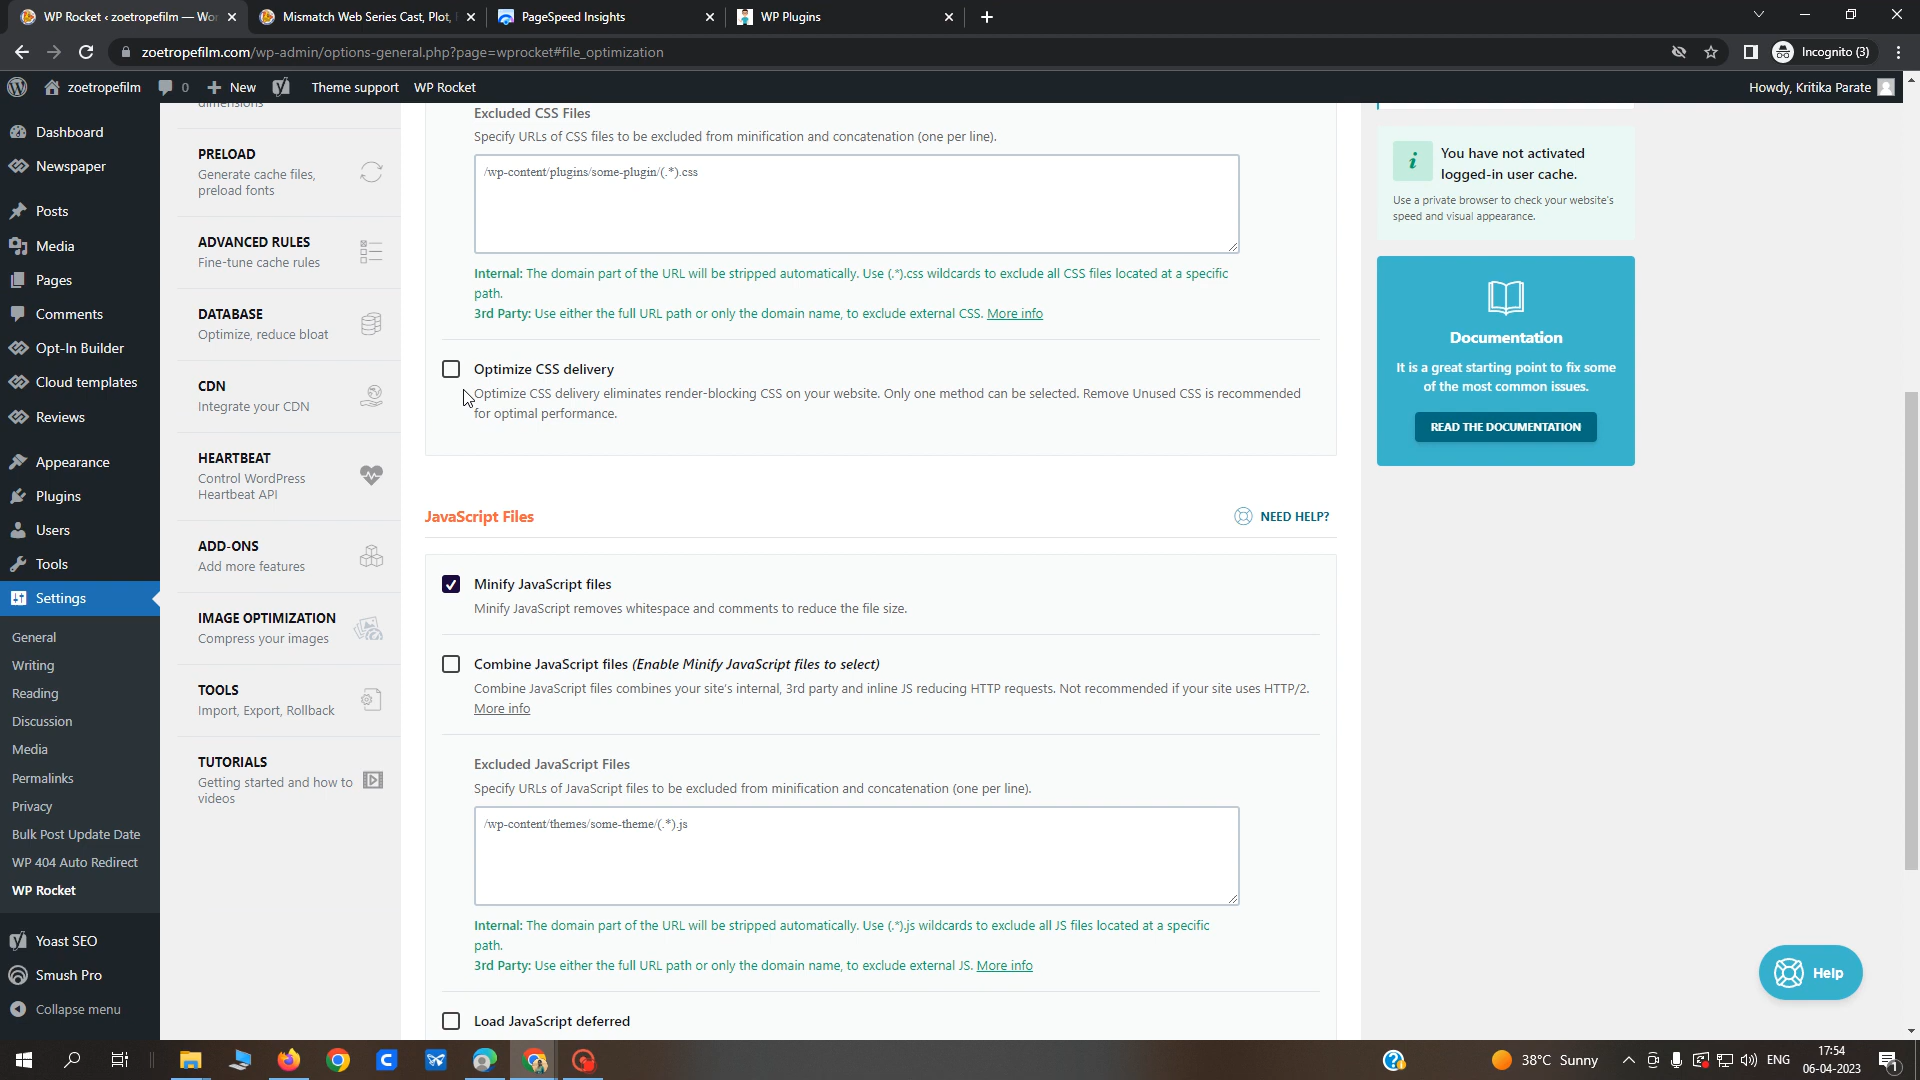 WP Rocket ‹ zoetropefilm — Wor
Mismatch Web Series Cast, Plot,
PageSpeed Insights
WP Plugins
zoetropefilm.com/wp-admin/options-general.php?page=wprocket#file_optimization
Incognito (3)
zoetropefilm
0
New
Theme support
WP Rocket
Howdy, Kritika Parate
Dashboard
Newspaper
Posts
Media
Pages
Comments
Opt-In Builder
Cloud templates
Reviews
Appearance
Plugins
Users
Tools
Settings
General
Writing
Reading
Discussion
Media
Permalinks
Privacy
Bulk Post Update Date
WP 404 Auto Redirect
WP Rocket
Yoast SEO
Smush Pro
Collapse menu
dimensions
PRELOAD
Generate cache files,
preload fonts
ADVANCED RULES
Fine-tune cache rules
DATABASE
Optimize, reduce bloat
CDN
Integrate your CDN
HEARTBEAT
Control WordPress
Heartbeat API
ADD-ONS
Add more features
IMAGE OPTIMIZATION
Compress your images
TOOLS
Import, Export, Rollback
TUTORIALS
Getting started and how to
videos
Excluded CSS Files
Specify URLs of CSS files to be excluded from minification and concatenation (one per line).
/wp-content/plugins/some-plugin/(.*).css
Internal: The domain part of the URL will be stripped automatically. Use (.*).css wildcards to exclude all CSS files located at a specific
path.
3rd Party: Use either the full URL path or only the domain name, to exclude external CSS. More info
Optimize CSS delivery
Optimize CSS delivery eliminates render-blocking CSS on your website. Only one method can be selected. Remove Unused CSS is recommended
for optimal performance.
JavaScript Files
NEED HELP?
Minify JavaScript files
Minify JavaScript removes whitespace and comments to reduce the file size.
Combine JavaScript files (Enable Minify JavaScript files to select)
Combine JavaScript files combines your site's internal, 3rd party and inline JS reducing HTTP requests. Not recommended if your site uses HTTP/2.
More info
Excluded JavaScript Files
Specify URLs of JavaScript files to be excluded from minification and concatenation (one per line).
/wp-content/themes/some-theme/(.*).js
Internal: The domain part of the URL will be stripped automatically. Use (.*).js wildcards to exclude all JS files located at a specific
path.
3rd Party: Use either the full URL path or only the domain name, to exclude external JS. More info
Load JavaScript deferred
You have not activated
logged-in user cache.
Use a private browser to check your website's
speed and visual appearance.
Documentation
It is a great starting point to fix some
of the most common issues.
READ THE DOCUMENTATION
Help
38°C Sunny
ENG
17:54
06-04-2023
1